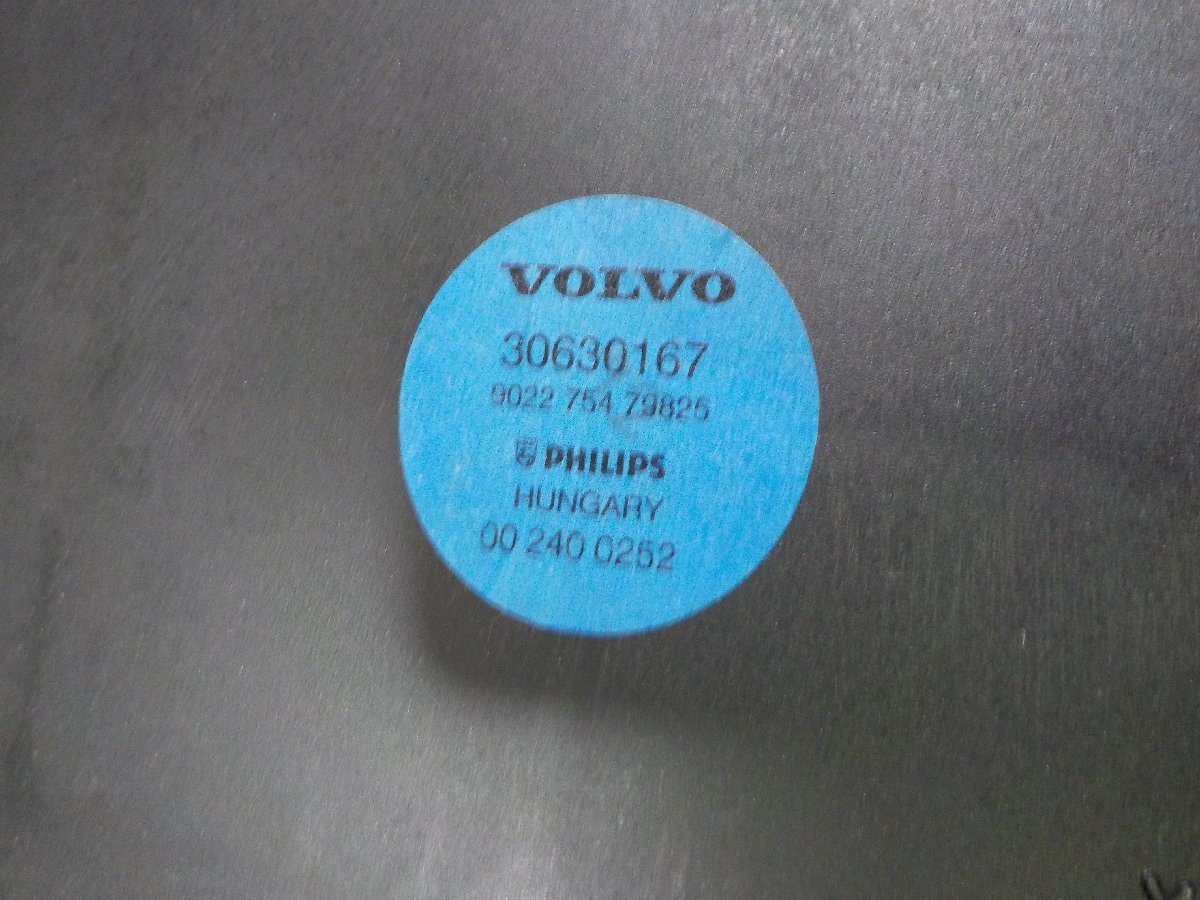 VOLVO
30630167
9022 754 79825
PHILIPS
HUNGARY
00 240 0252